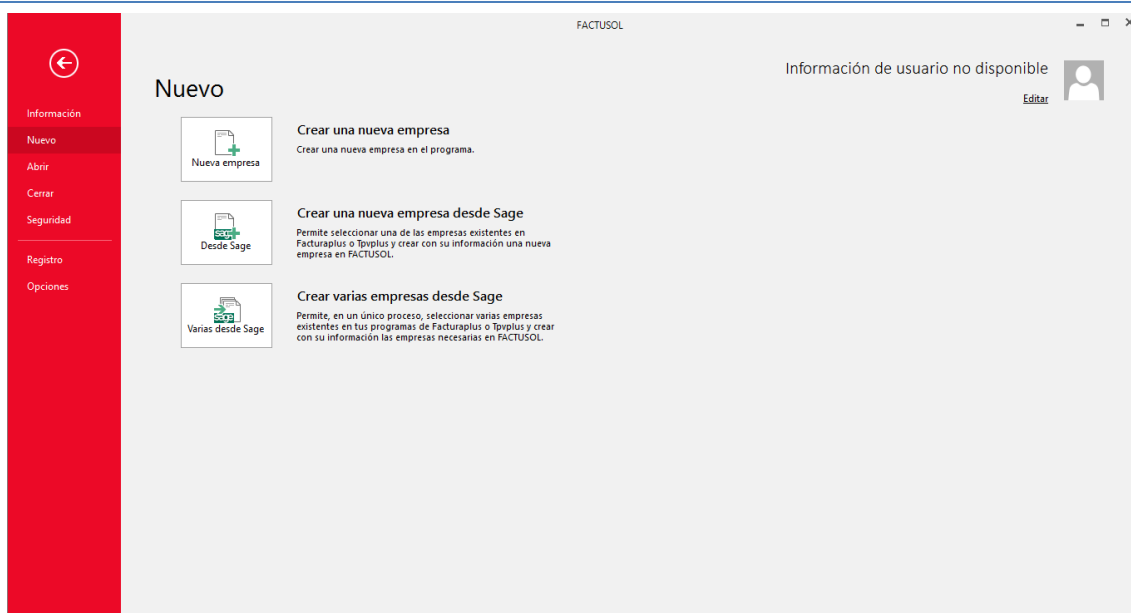 FACTUSOL
Información de usuario no disponible
Editar
Información
Nuevo
Abrir
Cerrar
Seguridad
Registro
Opciones
Nuevo
Nueva empresa
Crear una nueva empresa
Crear una nueva empresa en el programa.
sage
Desde Sage
Crear una nueva empresa desde Sage
Permite seleccionar una de las empresas existentes en
Facturaplus o Tpvplus y crear con su información una nueva
empresa en FACTUSOL.
sage
Varias desde Sage
Crear varias empresas desde Sage
Permite, en un único proceso, seleccionar varias empresas
existentes en tus programas de Facturaplus o Tpvplus y crear
con su información las empresas necesarias en FACTUSOL.